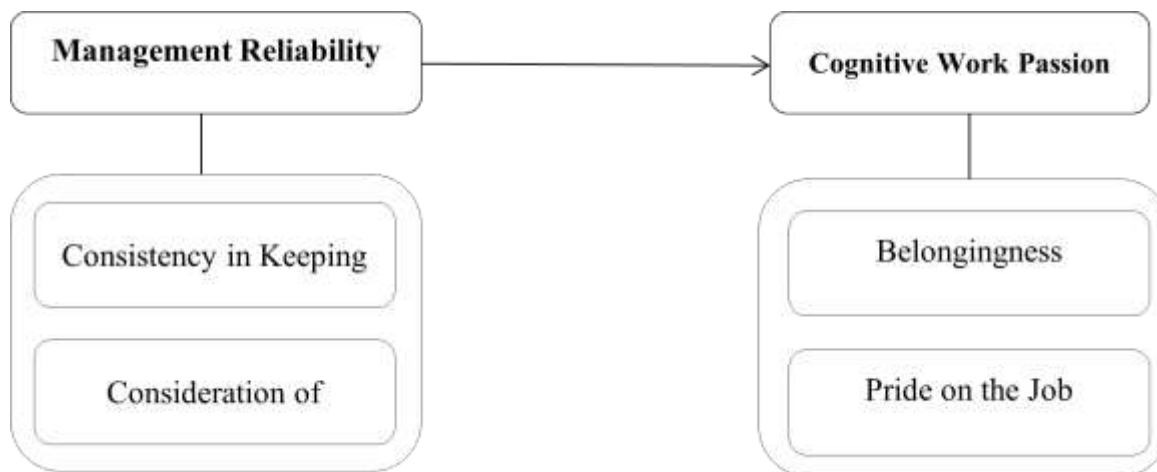 Management Reliability
Cognitive Work Passion
Consistency in Keeping
Consideration of
Belongingness
Pride on the Job